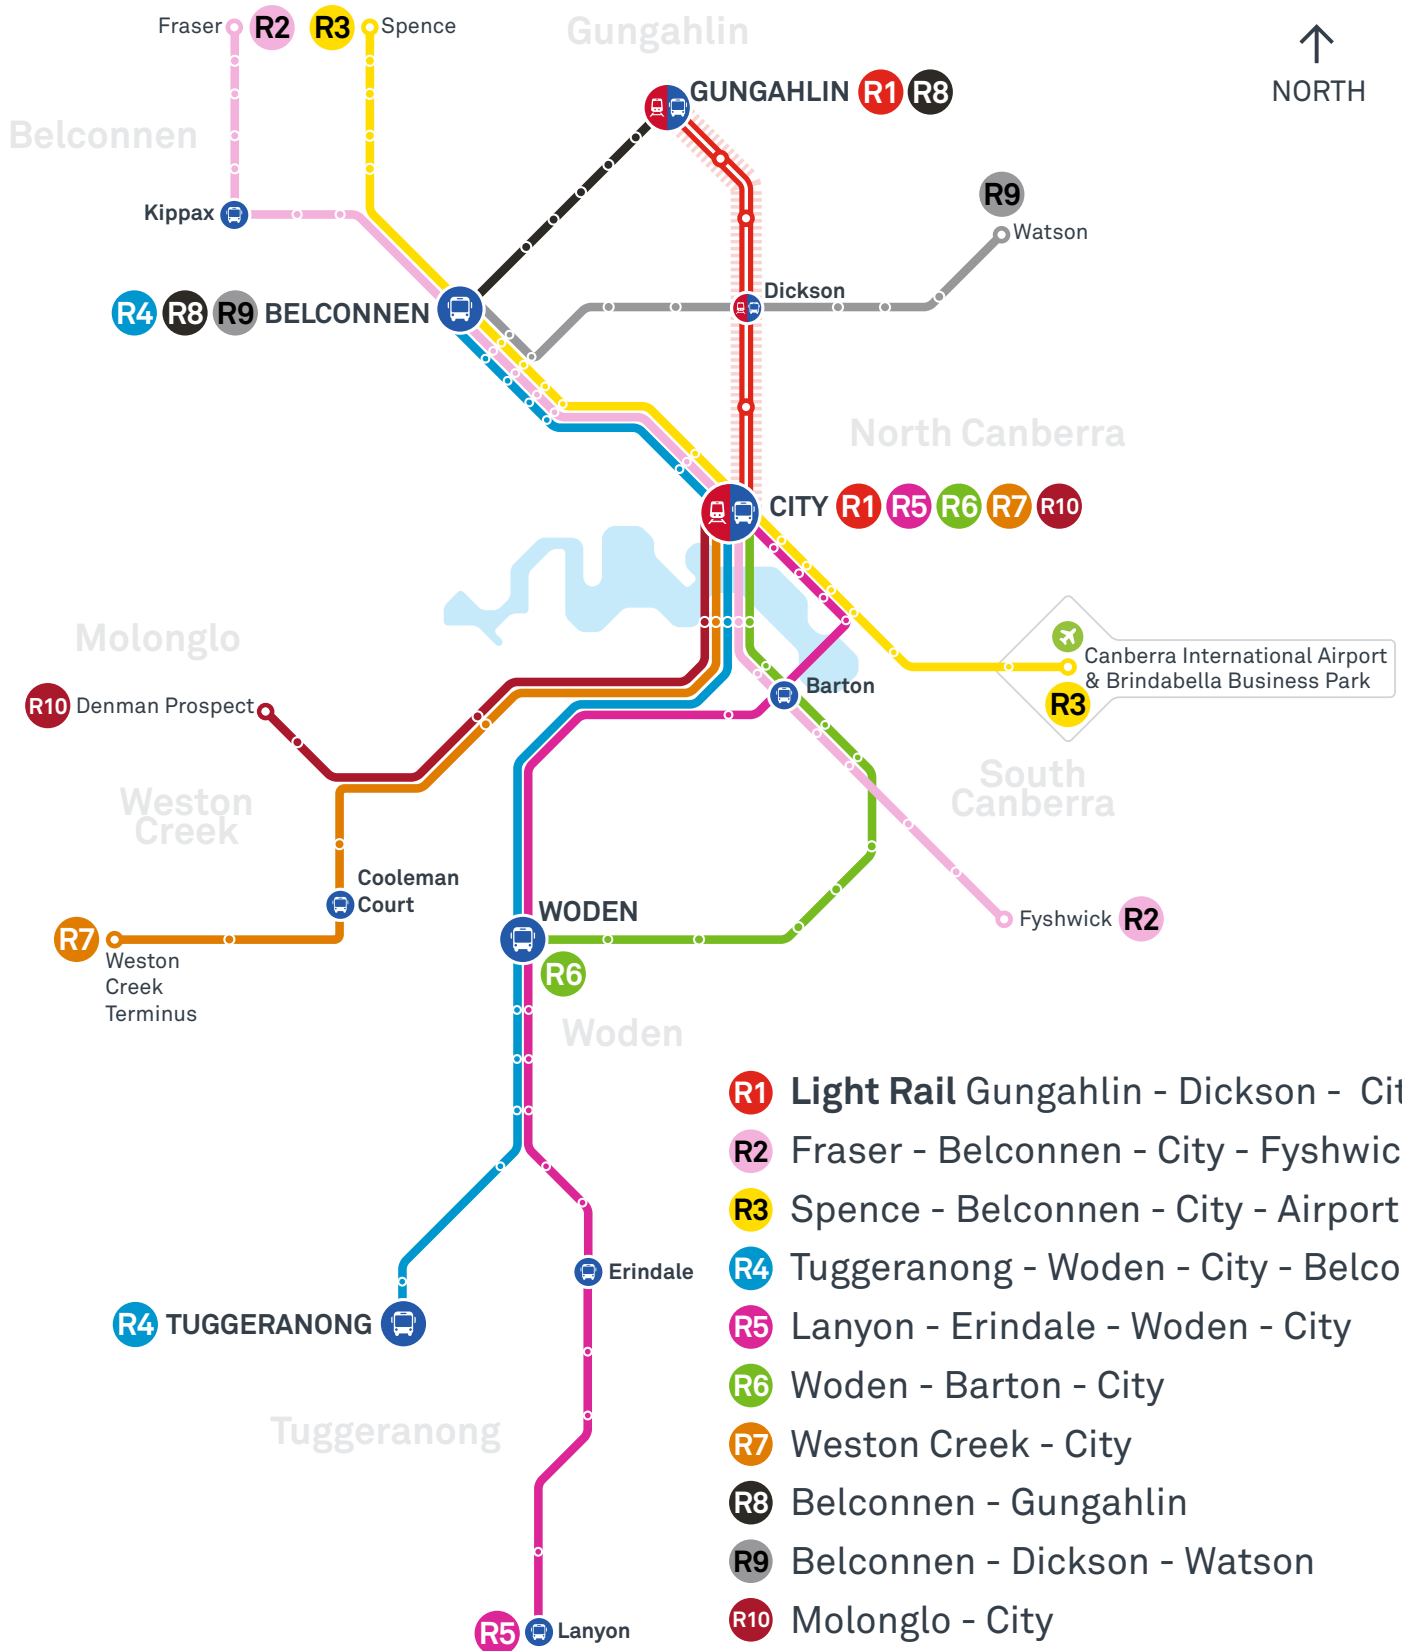 Fraser R2 R3 Spence
Gungahlin
NORTH
GUNGAHLIN R1 R8
Belconnen
R9
Kippax
Watson
Dickson
R4 R8 R9 BELCONNEN
North Canberra
CITY R1 R5 R6 R7 R10
Molonglo
Canberra International Airport
& Brindabella Business Park
R3
Barton
R10 Denman Prospect
South
Canberra
Weston
Creek
Cooleman
Court
WODEN
Fyshwick R2
R7
Weston
Creek
Terminus
R6
Woden
R1 Light Rail Gungahlin - Dickson - Cit
R2 Fraser - Belconnen - City - Fyshwic
R3 Spence - Belconnen - City - Airport
Erindale
R4 Tuggeranong - Woden - City - Belco
R4 TUGGERANONG
R5 Lanyon - Erindale - Woden - City
R6 Woden - Barton - City
Tuggeranong
R7 Weston Creek - City
R8 Belconnen - Gungahlin
R9 Belconnen - Dickson - Watson
R10 Molonglo - City
R5 Lanyon